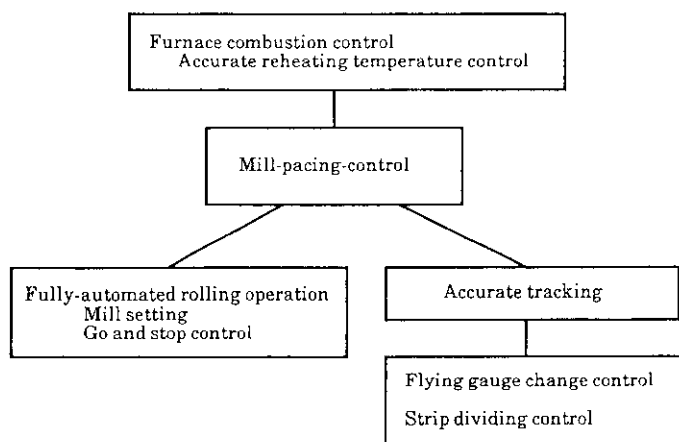 Furnace combustion control
Accurate reheating temperature control
Mill-pacing-control
Fully-automated rolling operation
Mill setting
Go and stop control
Accurate tracking
Flying gauge change control
Strip dividing control